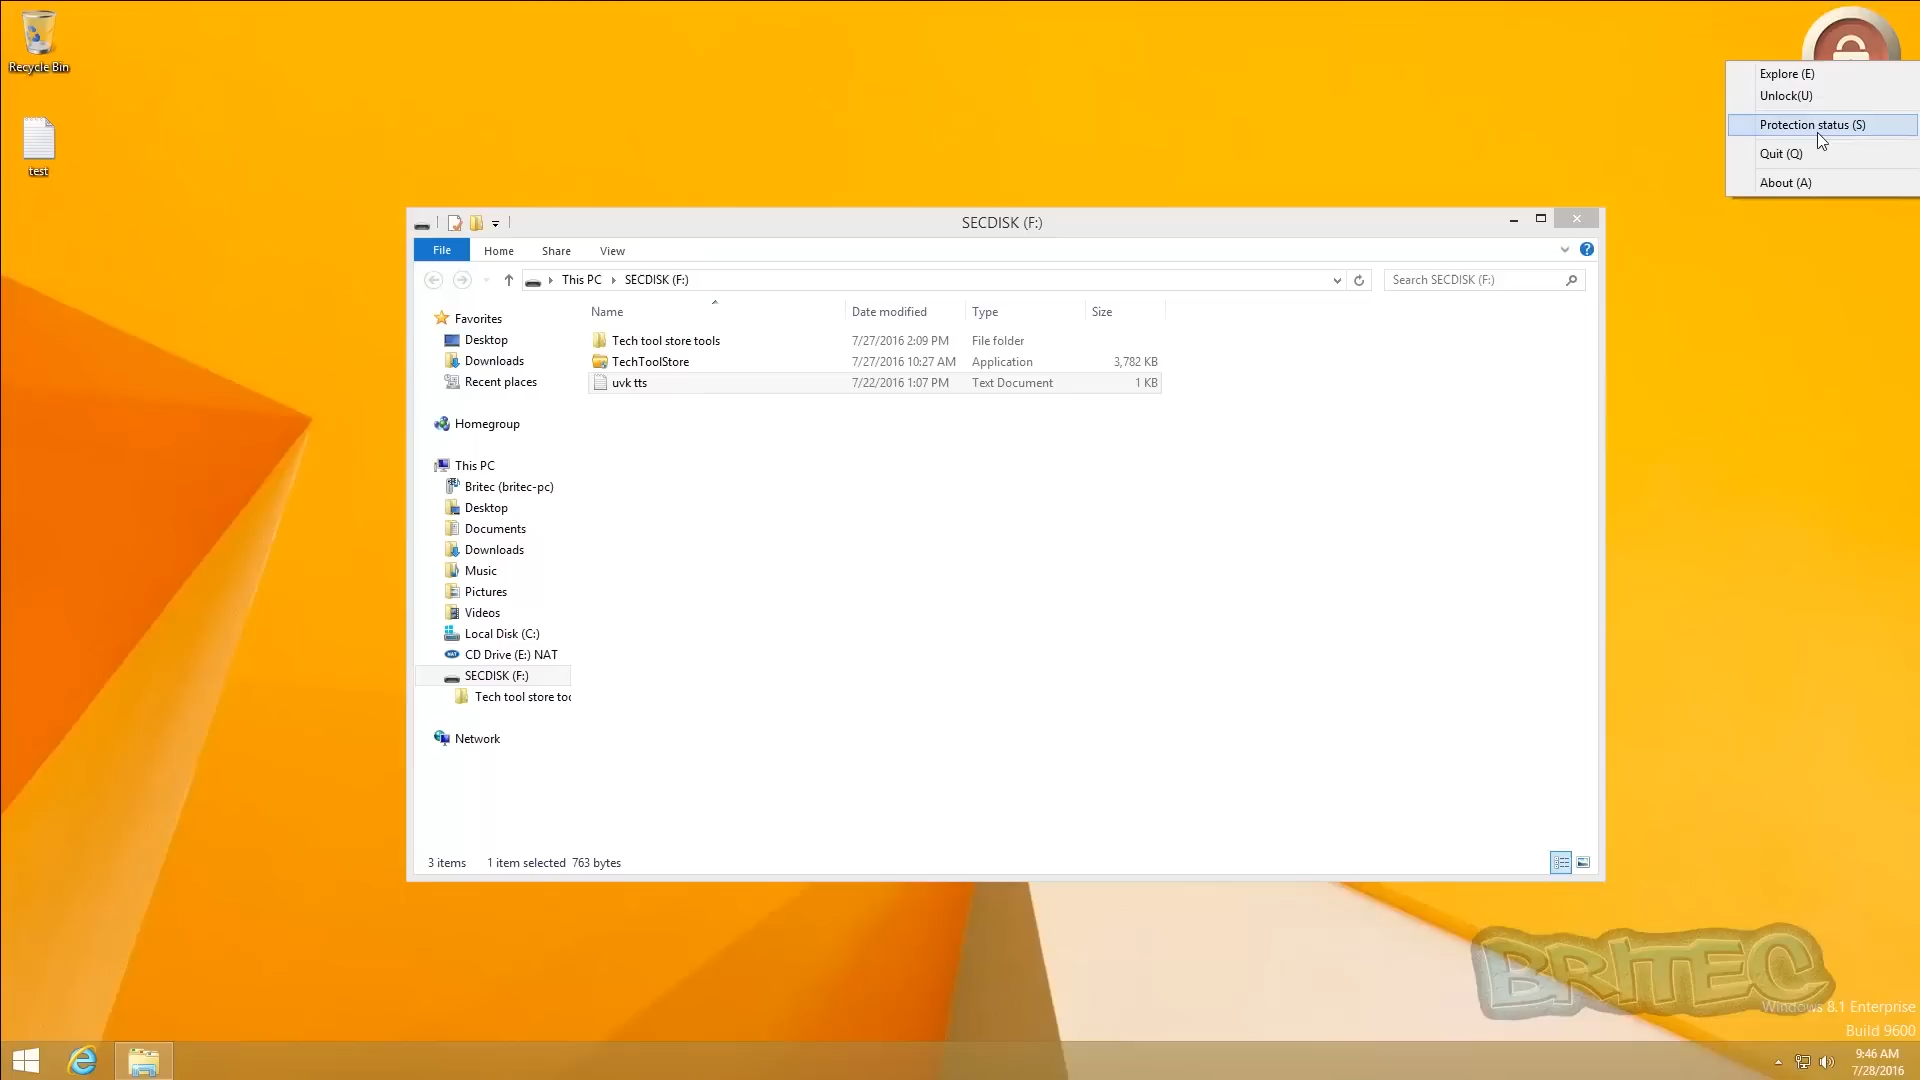 Recycle Bin
test
Explore (E)
Unlock(U)
Protection status (S)
Quit (Q)
About (A)
SECDISK (F:)
File
Home
Share
View
This PC
SECDISK (F:)
Search SECDISK (F:)
Favorites
Desktop
Downloads
Recent places
Homegroup
This PC
Britec (britec-pc)
Desktop
Documents
Downloads
Music
Pictures
Videos
Local Disk (C:)
CD Drive (E:) NAT
SECDISK (F:)
Tech tool store too
Network
Name Date modified Type Size
Tech tool store tools 7/27/2016 2:09 PM File folder
TechToolStore 7/27/2016 10:27 AM Application 3,782 KB
uvk tts 7/22/2016 1:07 PM Text Document 1 KB
3 items 1 item selected 763 bytes
BRITEC
Windows 8.1 Enterprise
Build 9600
9:46 AM
7/28/2016